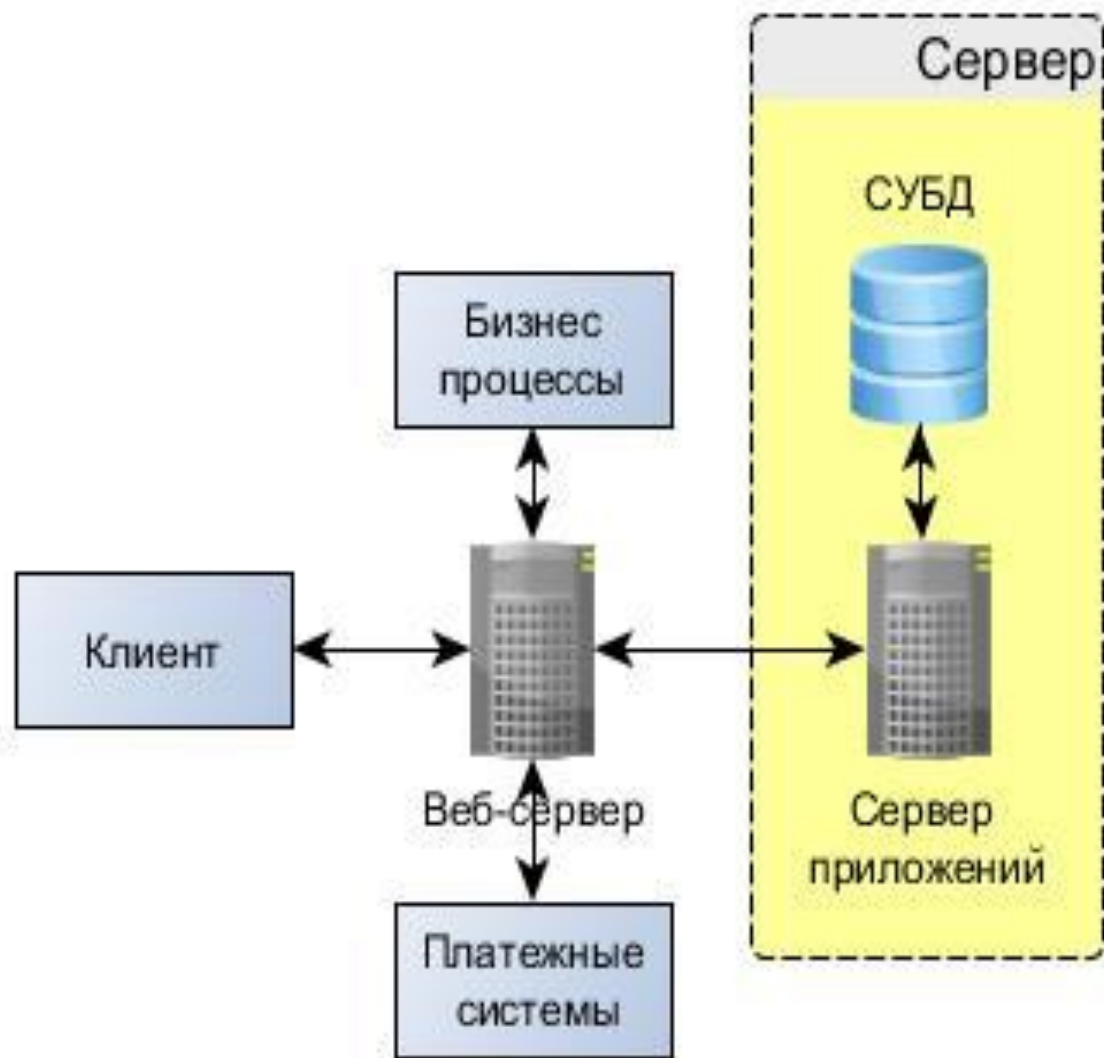 Сервер
СУБД
Бизнес
процессы
Клиент
Веб-сервер
Сервер
приложений
Платежные
системы